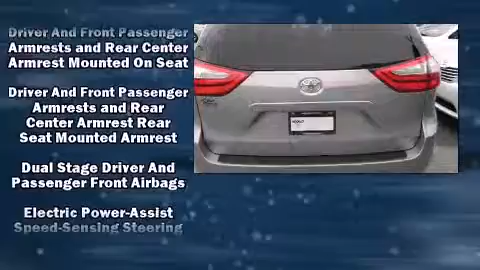 Driver And Front Passenger
Armrests and Rear Center
Armrest Mounted On Seat
Driver And Front Passenger
Armrests and Rear
Center Armrest Rear
Seat Mounted Armrest
Dual Stage Driver And
Passenger Front Airbags
Electric Power-Assist
Speed-Sensing Steering